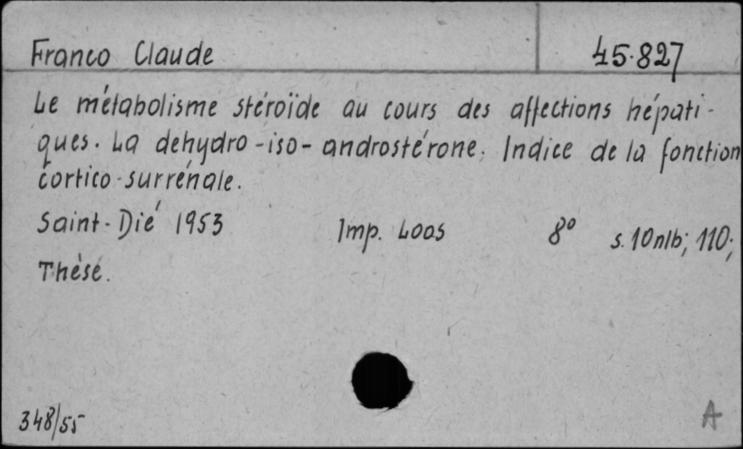 Franco Claude 45.827
Le métabolisme stéroïde au cours des affections hépati-
ques. La dehydro-iso-androstérone. Indice de la fonction
cortico-surrénale.
Saint-Dié 1953 Imp. Loos 8° s. 10nlb; 110;
Thèse.
348/55 A